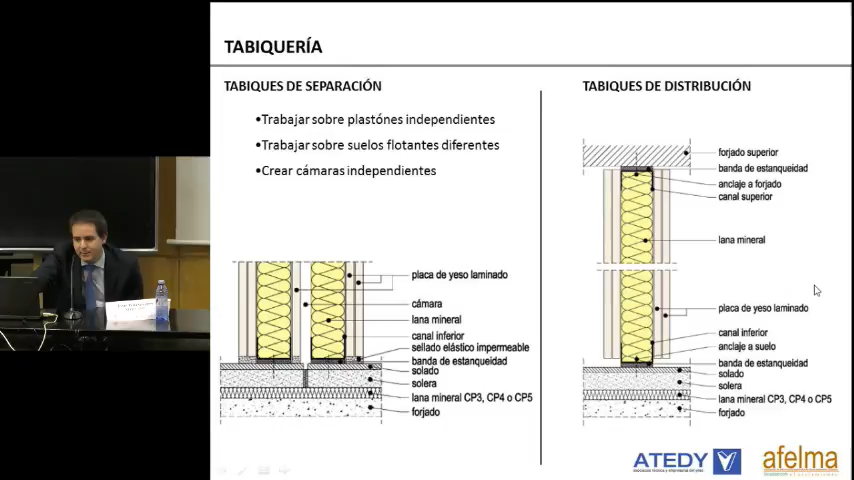 TABIQUERÍA
TABIQUES DE SEPARACIÓN
•Trabajar sobre plastónes independientes
•Trabajar sobre suelos flotantes diferentes
•Crear cámaras independientes
placa de yeso laminado
cámara
lana mineral
canal inferior
sellado elástico impermeable
banda de estanqueidad
solado
solera
lana mineral CP3, CP4 o CP5
forjado
TABIQUES DE DISTRIBUCIÓN
forjado superior
banda de estanqueidad
anclaje a forjado
canal superior
lana mineral
placa de yeso laminado
canal inferior
anclaje a suelo
banda de estanqueidad
solado
solera
lana mineral CP3, CP4 o CP5
forjado
ATEDY
afelma